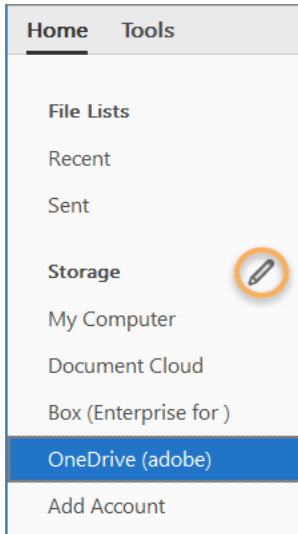 Home Tools
File Lists
Recent
Sent
Storage
My Computer
Document Cloud
Box (Enterprise for )
OneDrive (adobe)
Add Account